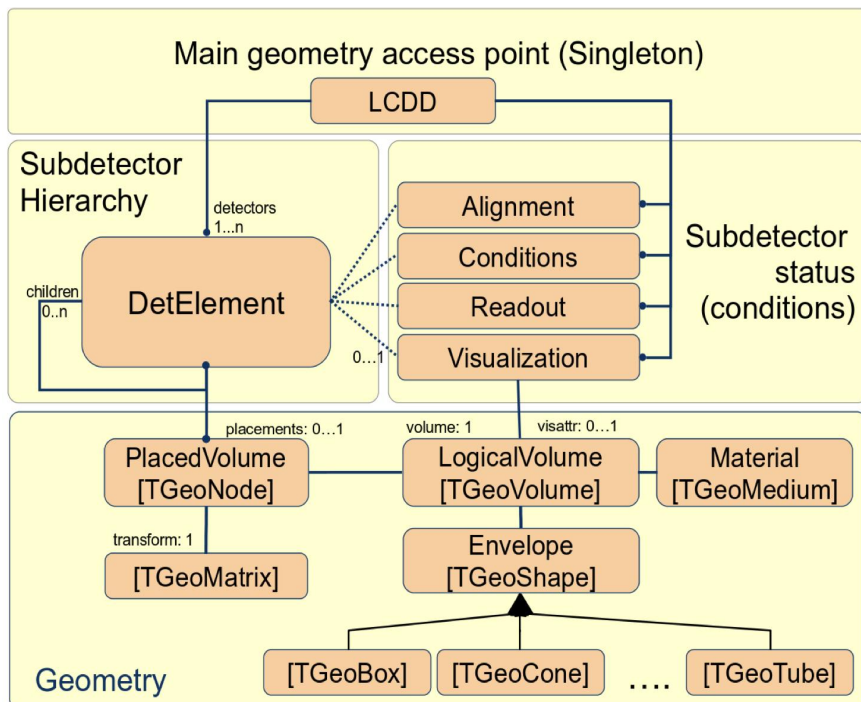 Main geometry access point (Singleton)
LCDD
Subdetector
Hierarchy
detectors
1...n
children
0..n
DetElement
0...1
Alignment
Conditions
Readout
Visualization
Subdetector
status
(conditions)
placements: 0...1
volume: 1
visattr: 0...1
PlacedVolume
[TGeoNode]
LogicalVolume
[TGeoVolume]
Material
[TGeoMedium]
transform: 1
[TGeoMatrix]
Envelope
[TGeoShape]
[TGeoBox]
[TGeoCone]
....
[TGeoTube]
Geometry